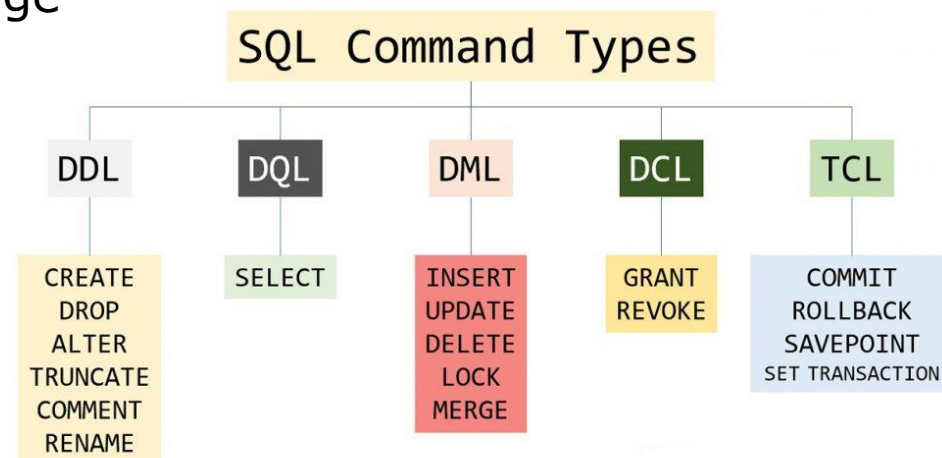 ge
SQL Command Types
DDL
DQL
DML
DCL
TCL
CREATE
DROP
ALTER
TRUNCATE
COMMENT
RENAME
SELECT
INSERT
UPDATE
DELETE
LOCK
MERGE
GRANT
REVOKE
COMMIT
ROLLBACK
SAVEPOINT
SET TRANSACTION